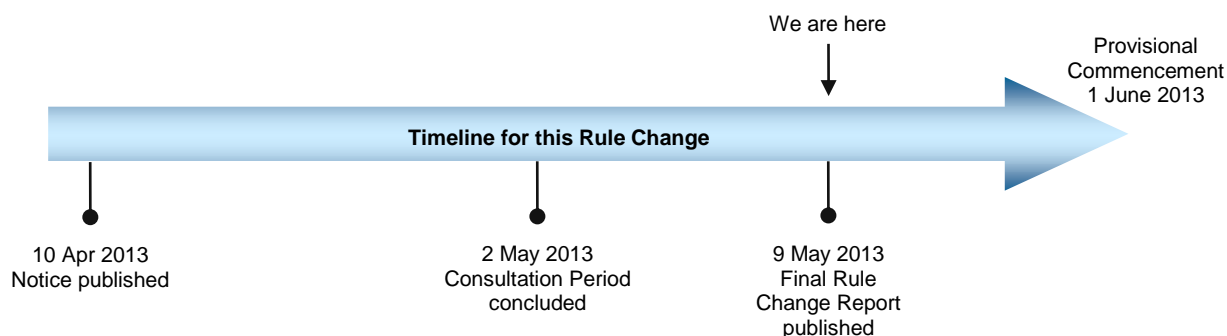 We are here
Provisional
Commencement
1 June 2013
Timeline for this Rule Change
10 Apr 2013
Notice published
2 May 2013
Consultation Period
concluded
9 May 2013
Final Rule
Change Report
published